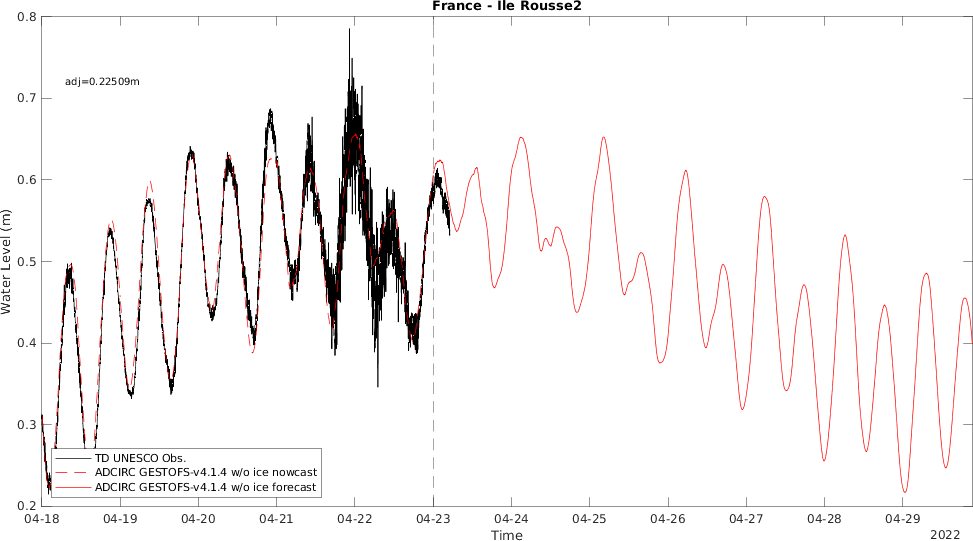 France - Ile Rousse2
adj=0.22509m
Water Level (m)
0.8
0.7
0.6
0.5
0.4
0.3
0.2
TD UNESCO Obs.
ADCIRC GESTOFS-v4.1.4 w/o ice nowcast
ADCIRC GESTOFS-v4.1.4 w/o ice forecast
04-18 04-19 04-20 04-21 04-22 04-23 04-24 04-25 04-26 04-27 04-28 04-29
Time
2022